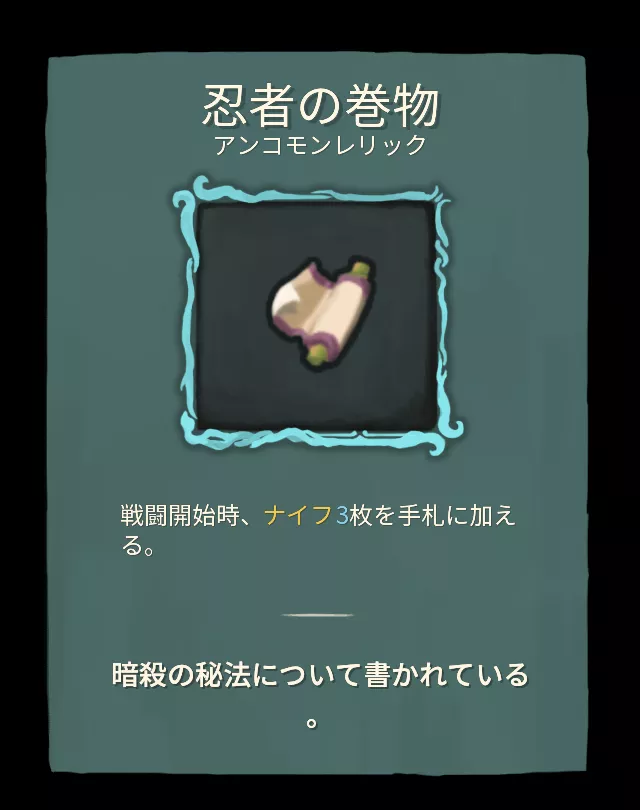 忍者の巻物
アンコモンレリック
戦闘開始時、ナイフ3枚を手札に加え
る。
暗殺の秘法について書かれている
。